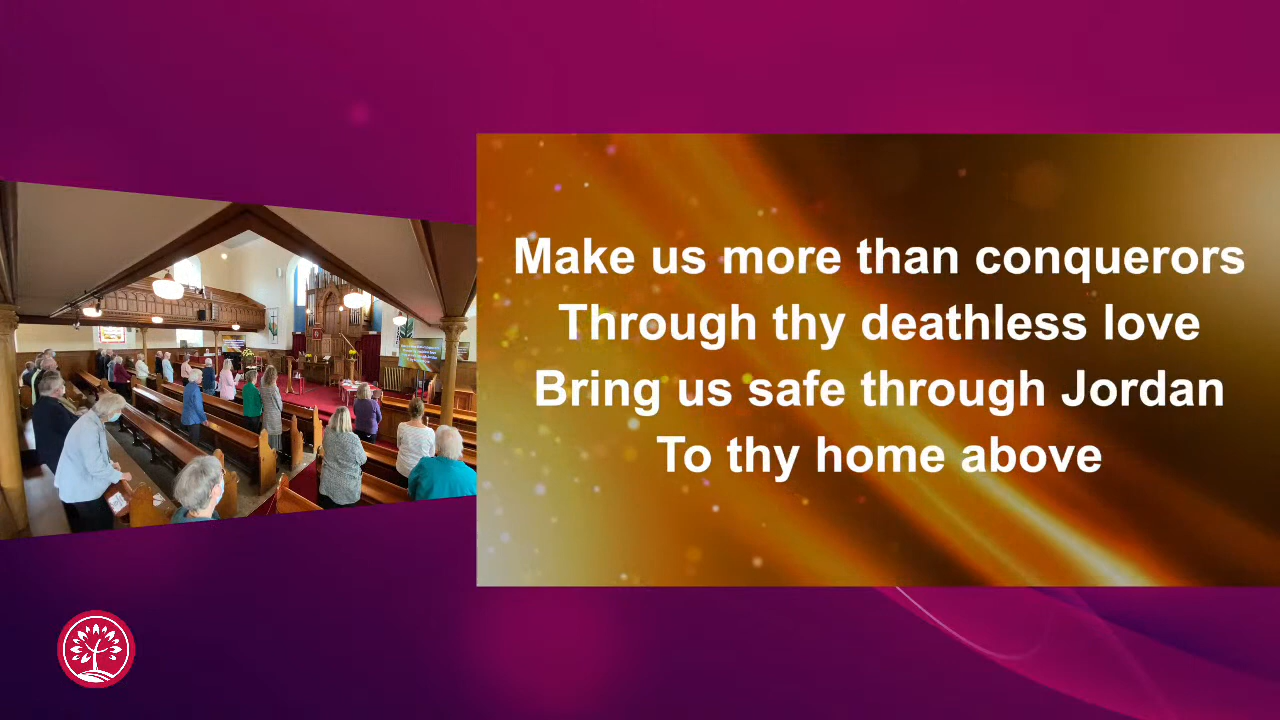 Make us more than conquerors
Through thy deathless love
Bring us safe through Jordan
To thy home above